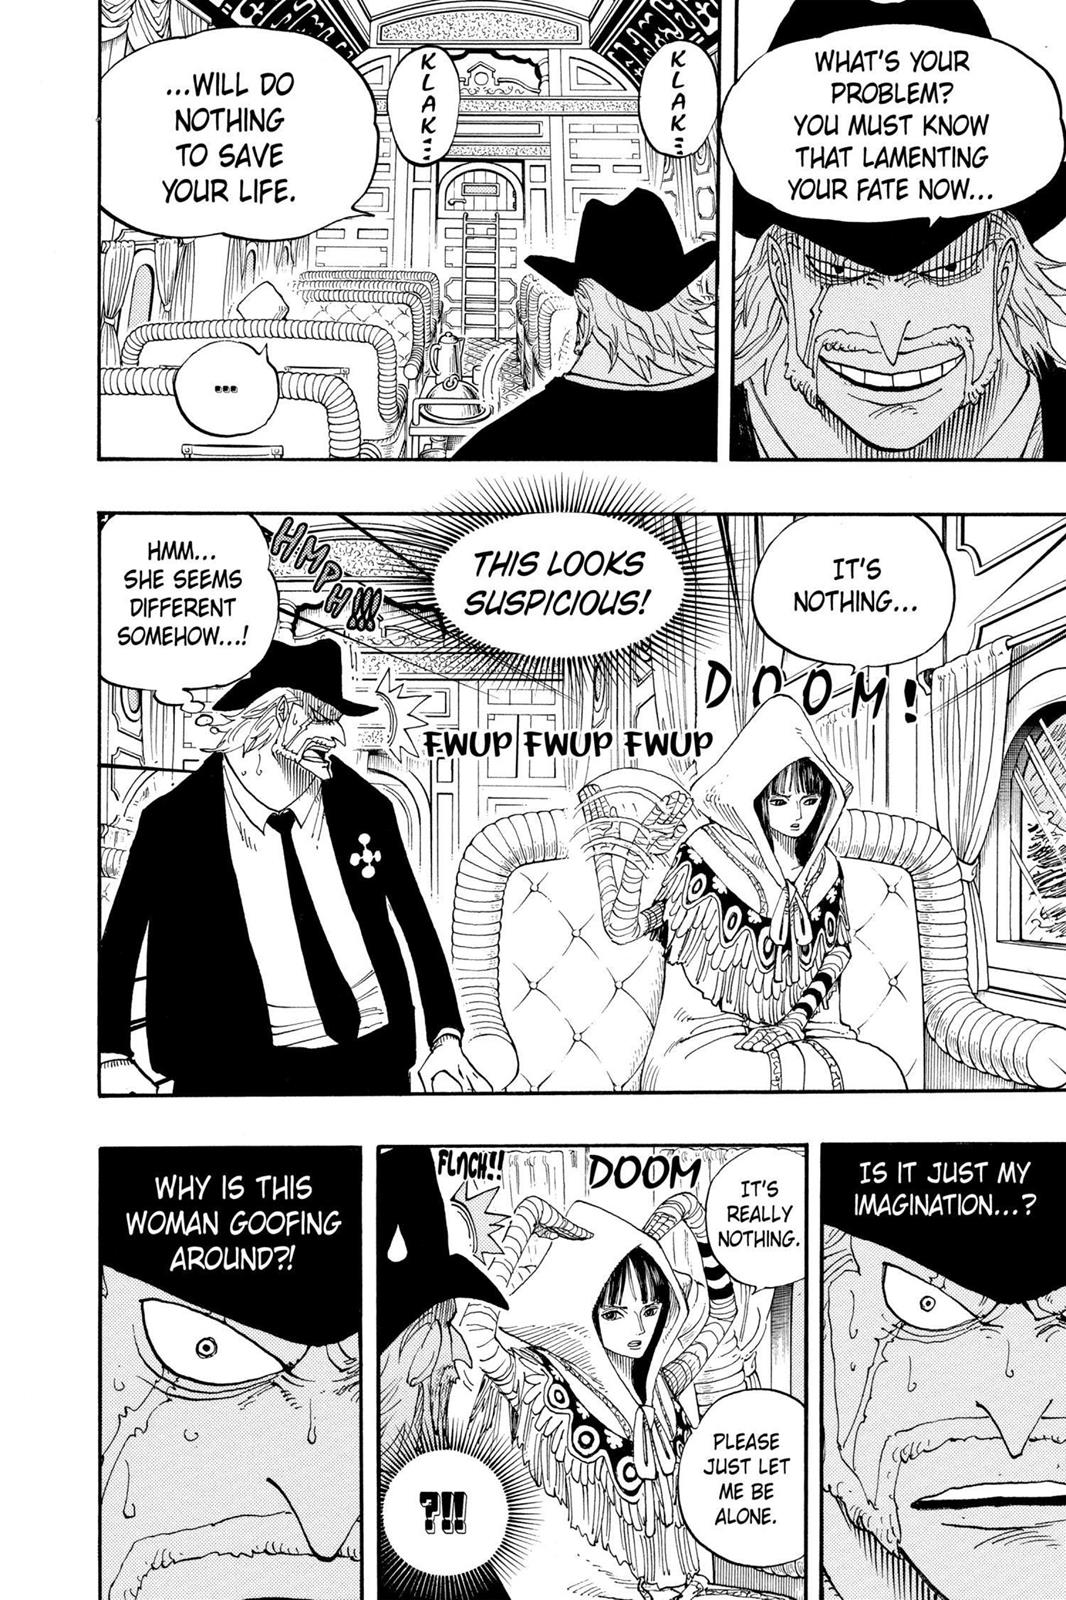 WHAT'S YOUR
PROBLEM?
YOU MUST KNOW
THAT LAMENTING
YOUR FATE NOW...
KLAK...
KLAK...
...WILL DO
NOTHING
TO SAVE
YOUR LIFE.
...
IT'S
NOTHING...
DOOM!
THIS LOOKS
SUSPICIOUS!
FWUP FWUP FWUP
HMPH!!!
HMM...
SHE SEEMS
DIFFERENT
SOMEHOW...!
IS IT JUST MY
IMAGINATION...?
IT'S
REALLY
NOTHING.
DOOM
FLINCH!!
PLEASE
JUST LET
ME BE
ALONE.
?!!
WHY IS THIS
WOMAN GOOFING
AROUND?!